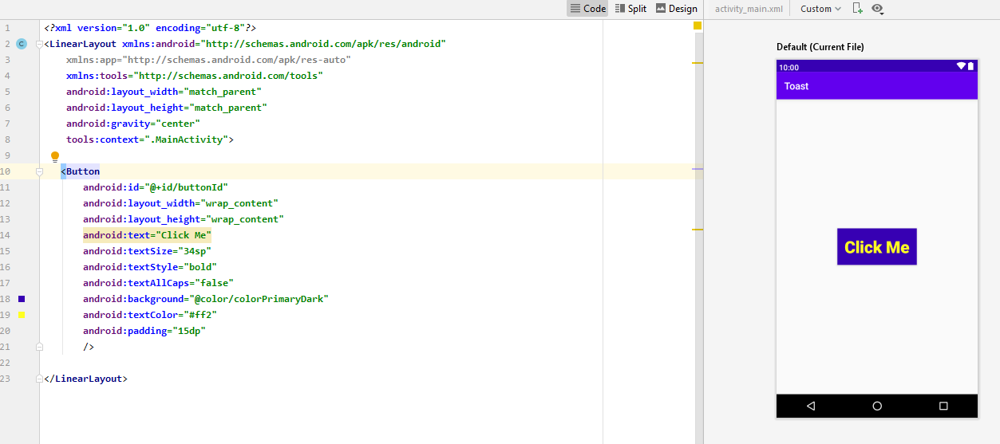 Code Split Design activity_main.xml Custom
1 <?xml version="1.0" encoding="utf-8"?>
2 C <LinearLayout xmlns:android="http://schemas.android.com/apk/res/android"
3 xmlns:app="http://schemas.android.com/apk/res-auto"
4 xmlns:tools="http://schemas.android.com/tools"
5 android:layout_width="match_parent"
6 android:layout_height="match_parent"
7 android:gravity="center"
8 tools:context=".MainActivity">
9
10 <Button
11 android:id="@+id/buttonId"
12 android:layout_width="wrap_content"
13 android:layout_height="wrap_content"
14 android:text="Click Me"
15 android:textSize="34sp"
16 android:textStyle="bold"
17 android:textAllCaps="false"
18 android:background="@color/colorPrimaryDark"
19 android:textColor="#ff2"
20 android:padding="15dp"
21 />
22
23 </LinearLayout>
Default (Current File)
10:00
Toast
Click Me